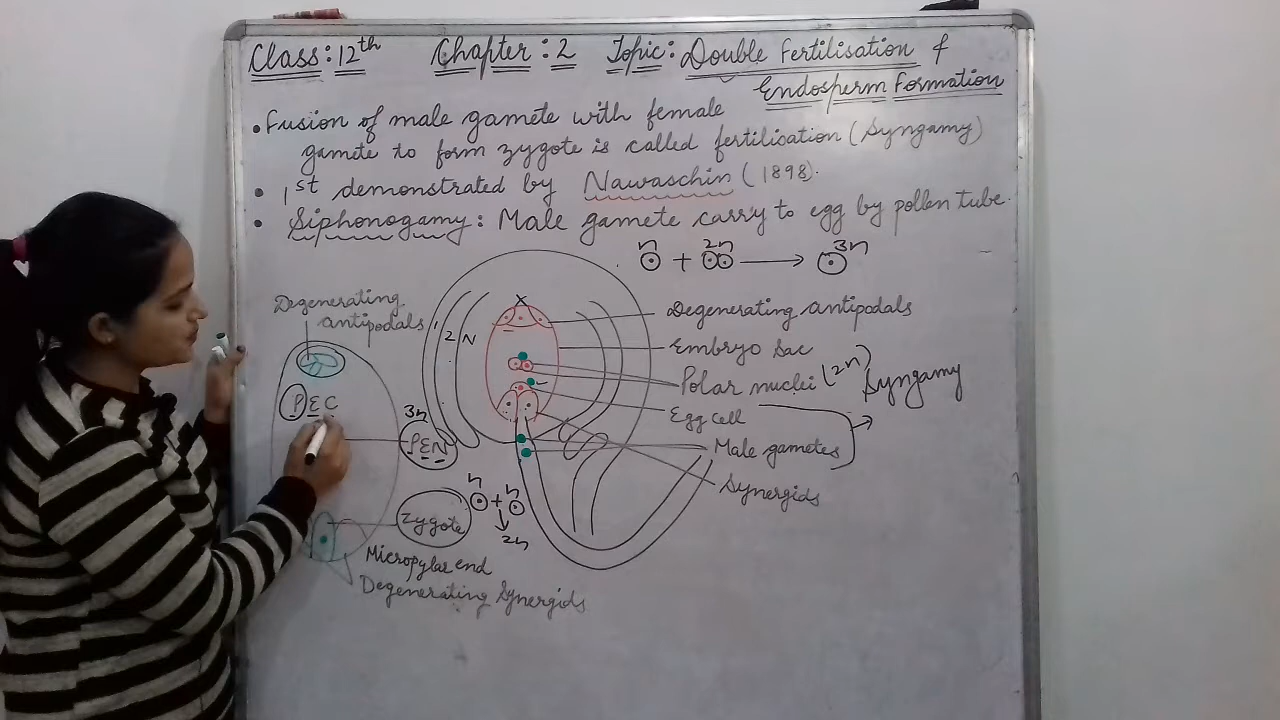 Class: 12th Chapter: 2 Topic: Double Fertilisation &
Endosperm Formation
• Fusion of male gamete with female
gamete to form zygote is called fertilisation (Syngamy)
• 1st demonstrated by Nawaschin (1898).
• Siphonogamy: Male gamete carry to egg by pollen tube.
n + 2n → 3n
Degenerating
antipodals
X
2 N
Degenerating antipodals
Embryo Sac
Polar nuclei (2n)
Syngamy
Egg cell
Male gametes
Synergids
PEC
3n
PEN
Zygote
n + n
2n
Micropylar end
Degenerating Synergids